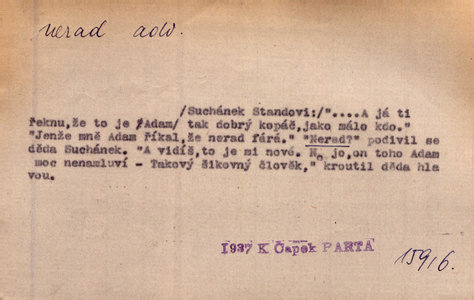 nerad adv.
/Suchánek Standovi:/"....A já ti
řeknu,že to je /Adam/ tak dobrý kopáč,jako málo kdo."
"Jenže mně Adam říkal,že nerad fárá." "Nerad?" podivil se
děda Suchánek. "A vidíš,to je mi nové. No jo,on toho Adam
moc nenamluví - Takový šikovný člověk," kroutil děda hla
vou.
1937 K Čapek PARTA
159,6.